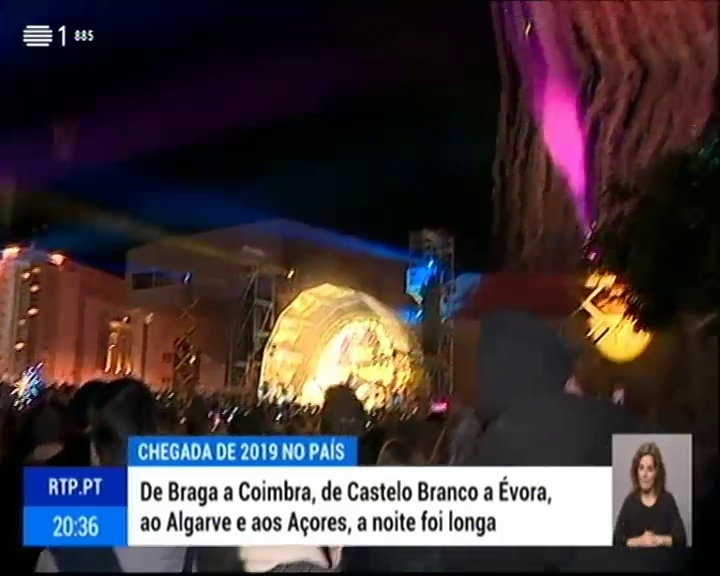 1 885
CHEGADA DE 2019 NO PAÍS
RTP.PT
De Braga a Coimbra, de Castelo Branco a Évora,
20:36
ao Algarve e aos Açores, a noite foi longa